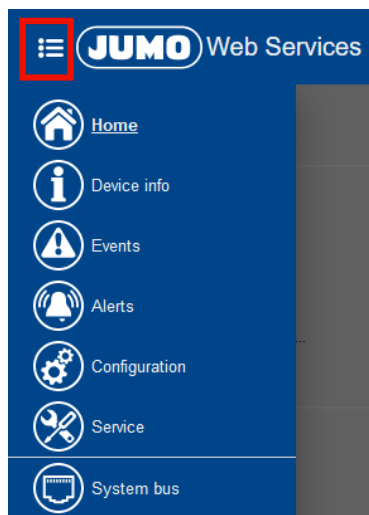 JUMO Web Services
Home
Device info
Events
Alerts
Configuration
Service
System bus
...